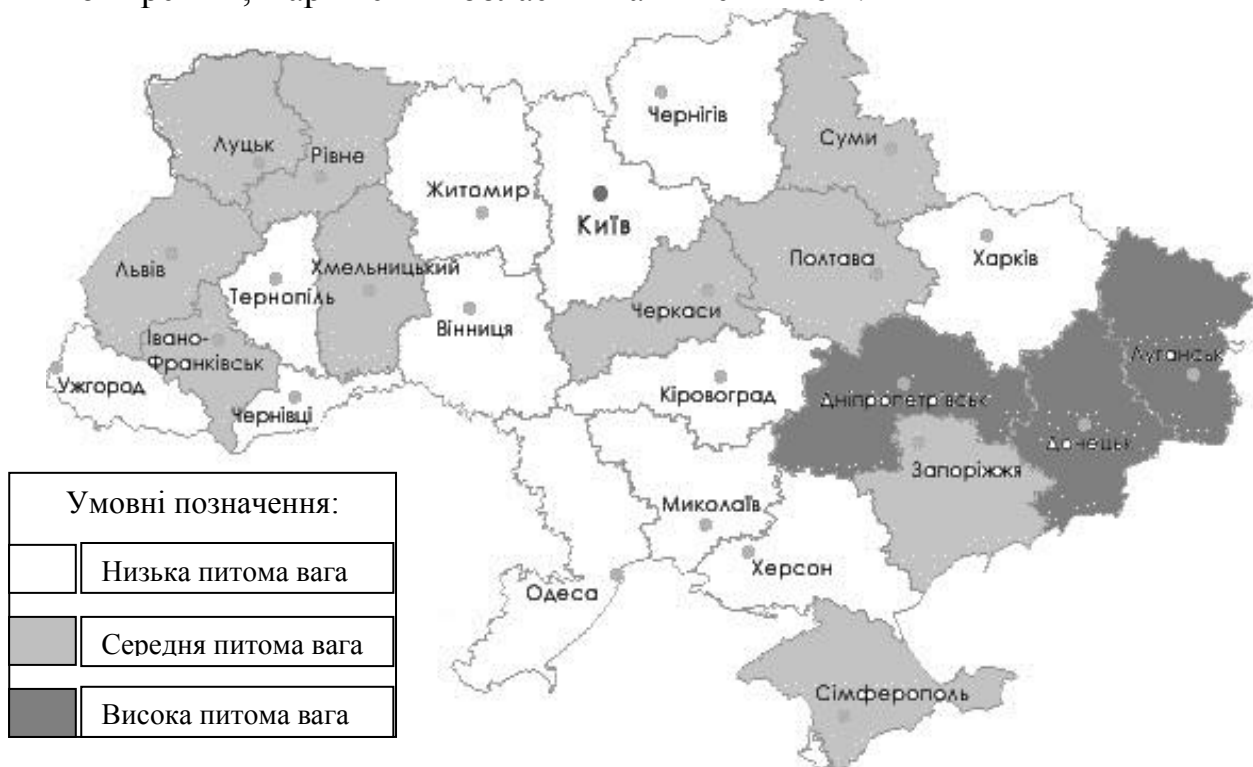 Чернігів
Суми
Луцьк
Рівне
Житомир
Київ
Львів
Тернопіль
Хмельницький
Вінниця
Черкаси
Полтава
Харків
Луганськ
Івано-
Франківськ
Ужгород
Чернівці
Кіровоград
Дніпропетрівськ
Донецьк
Запоріжжя
Миколаїв
Херсон
Одеса
Сімферополь
Умовні позначення:
Низька питома вага
Середня питома вага
Висока питома вага